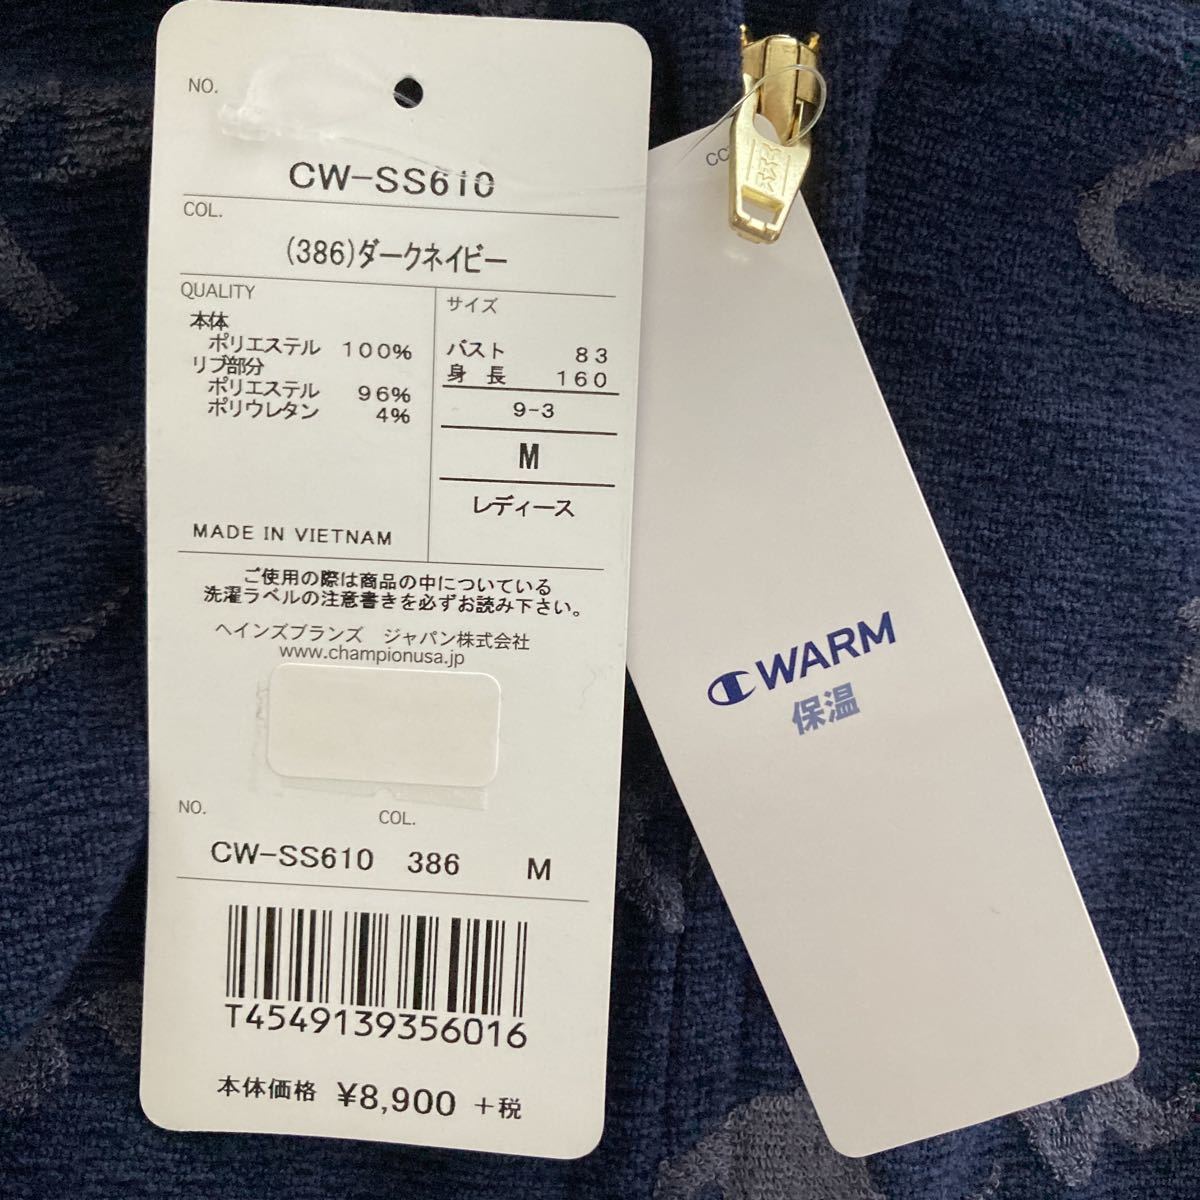 NO.
CW-SS610
COL.
(386)ダークネイビー
QUALITY
本体
ポリエステル 100%
リブ部分
ポリエステル 96%
ポリウレタン 4%
MADE IN VIETNAM
サイズ
バスト 83
身長 160
9-3
M
レディース
ご使用の際は商品の中についている
洗濯ラベルの注意書きを必ずお読み下さい。
ヘインズブランズ ジャパン株式会社
www.championusa.jp
NO. COL.
CW-SS610 386 M
T4549139356016
本体価格 ¥8,900 +税
WARM
保温